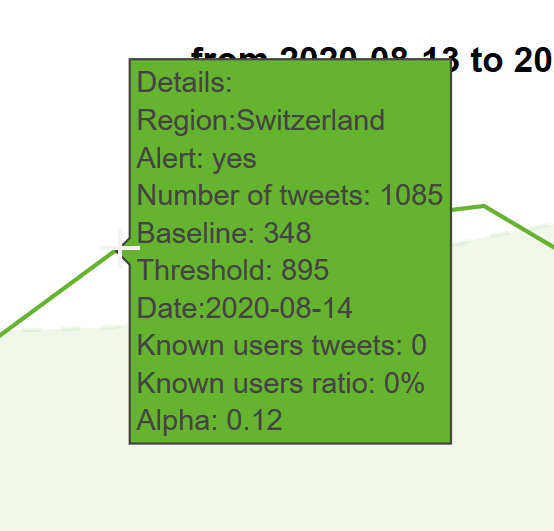 from 2020-08-13 to 20
Details:
Region:Switzerland
Alert: yes
Number of tweets: 1085
Baseline: 348
Threshold: 895
Date:2020-08-14
Known users tweets: 0
Known users ratio: 0%
Alpha: 0.12